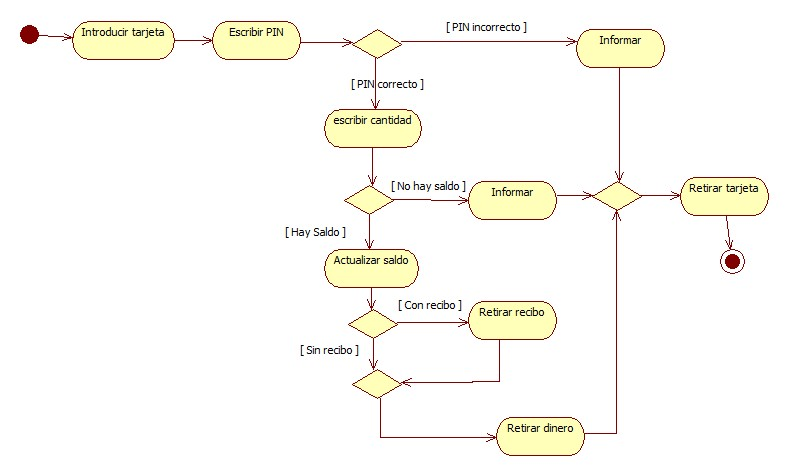 [ PIN incorrecto ]
Introducir tarjeta
Escribir PIN
Informar
[ PIN correcto ]
escribir cantidad
[ No hay saldo ]
Informar
Retirar tarjeta
[ Hay Saldo ]
Actualizar saldo
[ Con recibo ]
Retirar recibo
[ Sin recibo ]
Retirar dinero